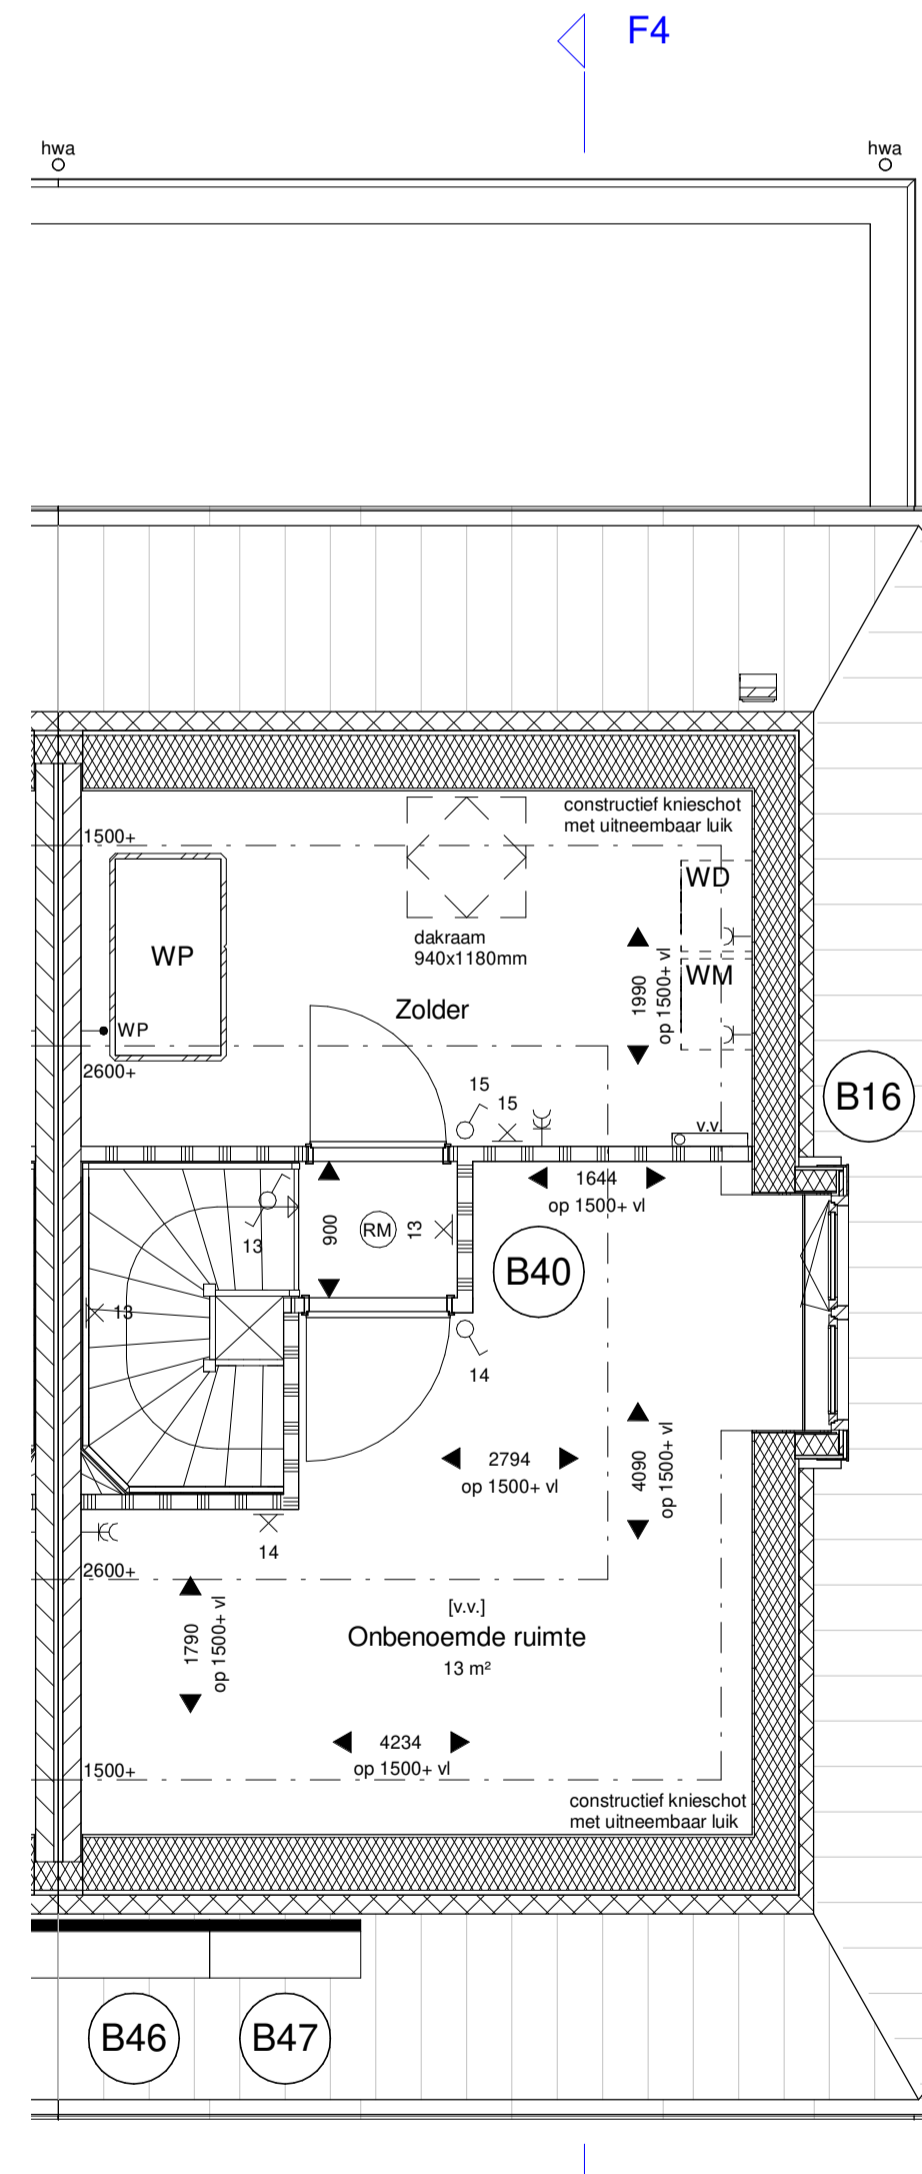 F4
hwa
hwa
constructief knieschot
met uitneembaar luik
1500+
WD
WP
dakraam
940x1180mm
WM
1990
op 1500+ vl
Zolder
WP
2600+
15
15
B16
v.v.
1644
op 1500+ vl
900
RM
13
13
B40
13
14
2794
op 1500+ vl
4090
op 1500+ vl
14
2600+
[v.v.]
Onbenoemde ruimte
13 m²
1790
op 1500+ vl
4234
op 1500+ vl
1500+
constructief knieschot
met uitneembaar luik
B46
B47